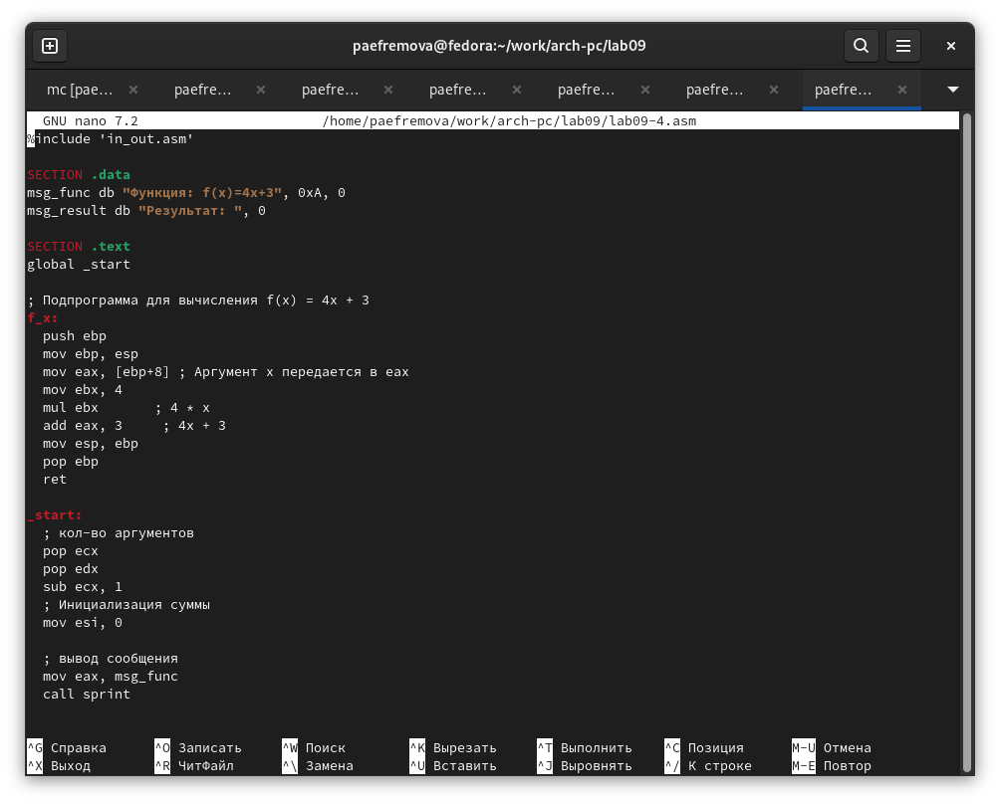 paefremova@fedora:~/work/arch-pc/lab09
mc [pae… paefre… paefre… paefre… paefre… paefre… paefre…
GNU nano 7.2 /home/paefremova/work/arch-pc/lab09/lab09-4.asm
%include 'in_out.asm'
SECTION .data
msg_func db "Функция: f(x)=4x+3", 0xA, 0
msg_result db "Результат: ", 0
SECTION .text
global _start
; Подпрограмма для вычисления f(x) = 4x + 3
f_x:
push ebp
mov ebp, esp
mov eax, [ebp+8] ; Аргумент x передается в eax
mov ebx, 4
mul ebx ; 4 * x
add eax, 3 ; 4x + 3
mov esp, ebp
pop ebp
ret
_start:
; кол-во аргументов
pop ecx
pop edx
sub ecx, 1
; Инициализация суммы
mov esi, 0
; вывод сообщения
mov eax, msg_func
call sprint
^G Справка ^O Записать ^W Поиск ^K Вырезать ^T Выполнить ^C Позиция M-U Отмена
^X Выход ^R ЧитФайл ^\ Замена ^U Вставить ^J Выровнять ^/ К строке M-E Повтор